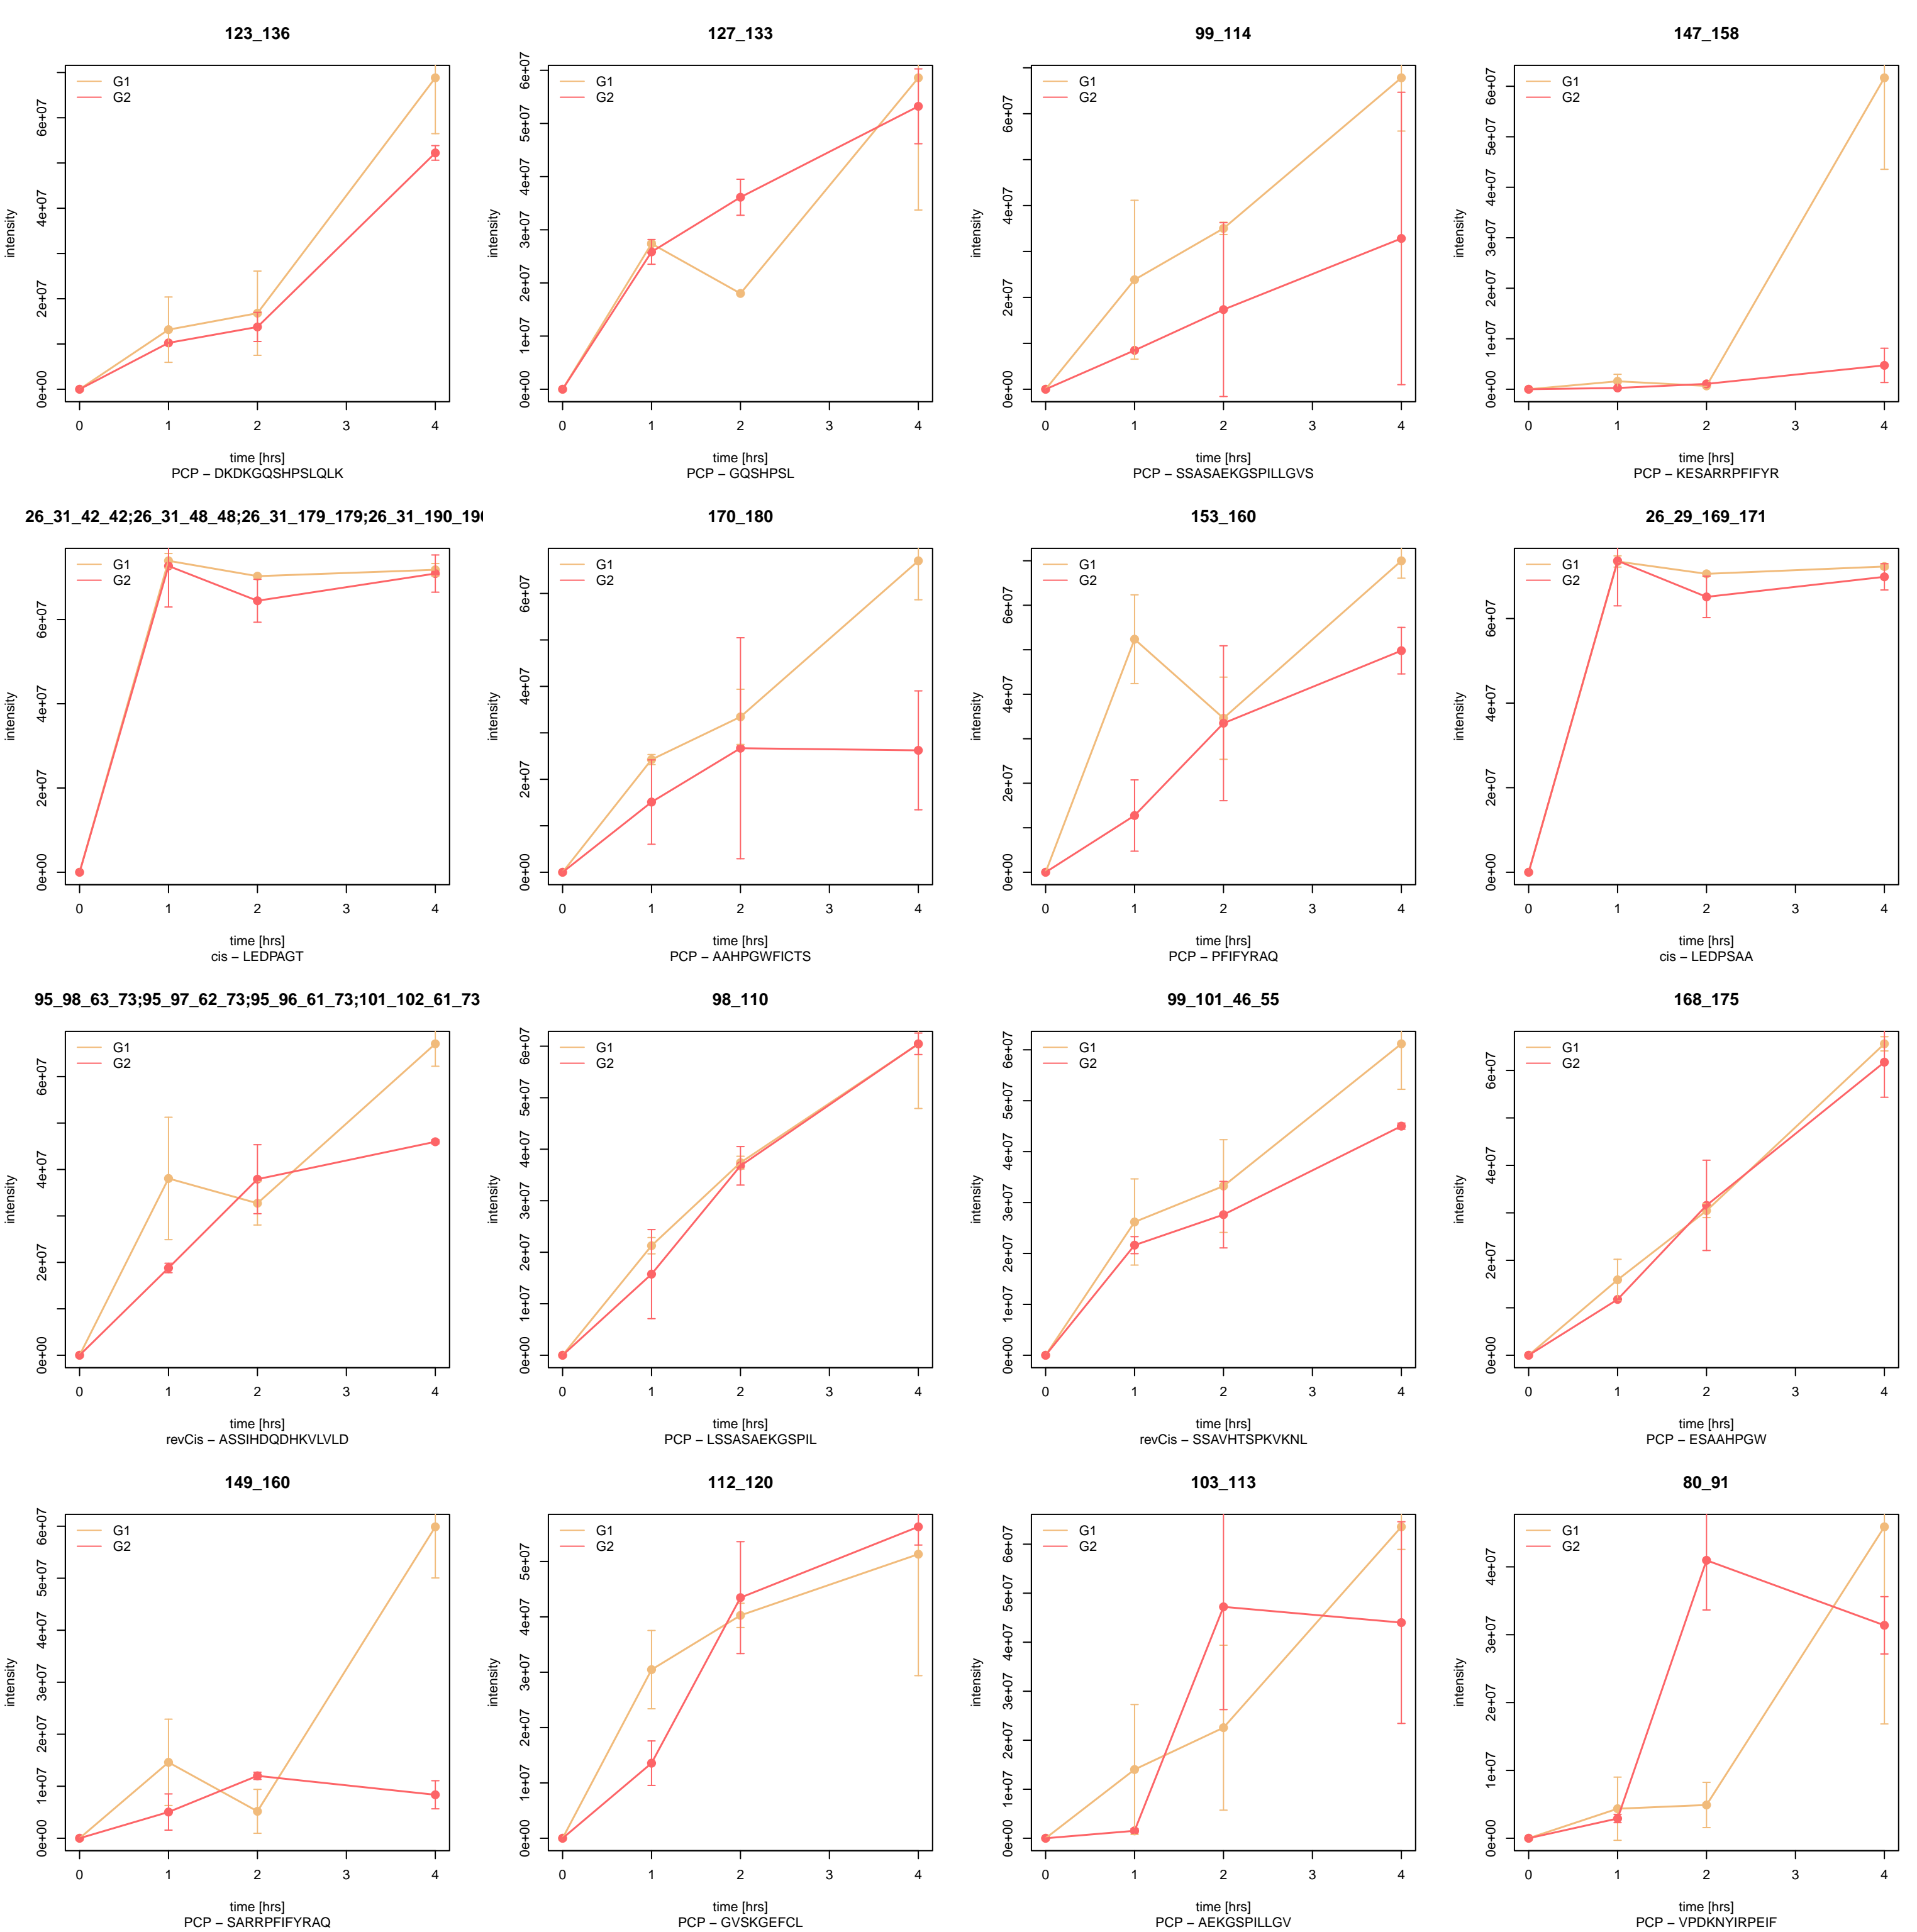 123_136
G1
G2
0e+00 2e+07 4e+07 6e+07
intensity
0 1 2 3 4
time [hrs]
PCP – DKDKGQSHPSLQLK
127_133
G1
G2
0e+00 1e+07 2e+07 3e+07 4e+07 5e+07 6e+07
intensity
0 1 2 3 4
time [hrs]
PCP – GQSHPSL
99_114
G1
G2
0e+00 2e+07 4e+07 6e+07
intensity
0 1 2 3 4
time [hrs]
PCP – SSASAEKGSPILLGVS
147_158
G1
G2
0e+00 1e+07 2e+07 3e+07 4e+07 5e+07 6e+07
intensity
0 1 2 3 4
time [hrs]
PCP – KESARRPFIFYR
26_31_42_42;26_31_48_48;26_31_179_179;26_31_190_190
G1
G2
0e+00 2e+07 4e+07 6e+07
intensity
0 1 2 3 4
time [hrs]
cis – LEDPAGT
170_180
G1
G2
0e+00 2e+07 4e+07 6e+07
intensity
0 1 2 3 4
time [hrs]
PCP – AAHPGWFICTS
153_160
G1
G2
0e+00 2e+07 4e+07 6e+07
intensity
0 1 2 3 4
time [hrs]
PCP – PFIFYRAQ
26_29_169_171
G1
G2
0e+00 2e+07 4e+07 6e+07
intensity
0 1 2 3 4
time [hrs]
cis – LEDPSAA
95_98_63_73;95_97_62_73;95_96_61_73;101_102_61_73
G1
G2
0e+00 2e+07 4e+07 6e+07
intensity
0 1 2 3 4
time [hrs]
revCis – ASSIHDQDHKVLVLD
98_110
G1
G2
0e+00 1e+07 2e+07 3e+07 4e+07 5e+07 6e+07
intensity
0 1 2 3 4
time [hrs]
PCP – LSSASAEKGSPIL
99_101_46_55
G1
G2
0e+00 1e+07 2e+07 3e+07 4e+07 5e+07 6e+07
intensity
0 1 2 3 4
time [hrs]
revCis – SSAVHTSPKVKNL
168_175
G1
G2
0e+00 2e+07 4e+07 6e+07
intensity
0 1 2 3 4
time [hrs]
PCP – ESAAHPGW
149_160
G1
G2
0e+00 1e+07 2e+07 3e+07 4e+07 5e+07 6e+07
intensity
0 1 2 3 4
time [hrs]
PCP – SARRPFIFYRAQ
112_120
G1
G2
0e+00 1e+07 2e+07 3e+07 4e+07 5e+07
intensity
0 1 2 3 4
time [hrs]
PCP – GVSKGEFCL
103_113
G1
G2
0e+00 1e+07 2e+07 3e+07 4e+07 5e+07 6e+07
intensity
0 1 2 3 4
time [hrs]
PCP – AEKGSPILLGV
80_91
G1
G2
0e+00 1e+07 2e+07 3e+07 4e+07
intensity
0 1 2 3 4
time [hrs]
PCP – VPDKNYIRPEIF